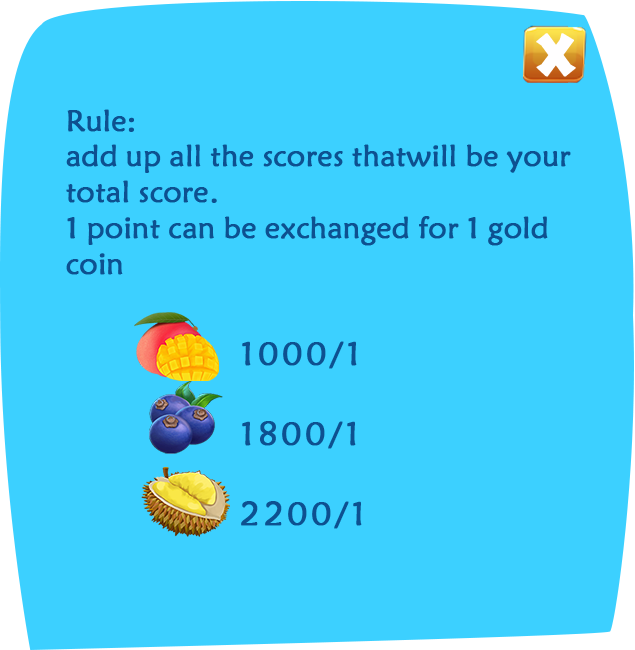 Rule:
add up all the scores thatwill be your
total score.
1 point can be exchanged for 1 gold
coin
1000/1
1800/1
2200/1